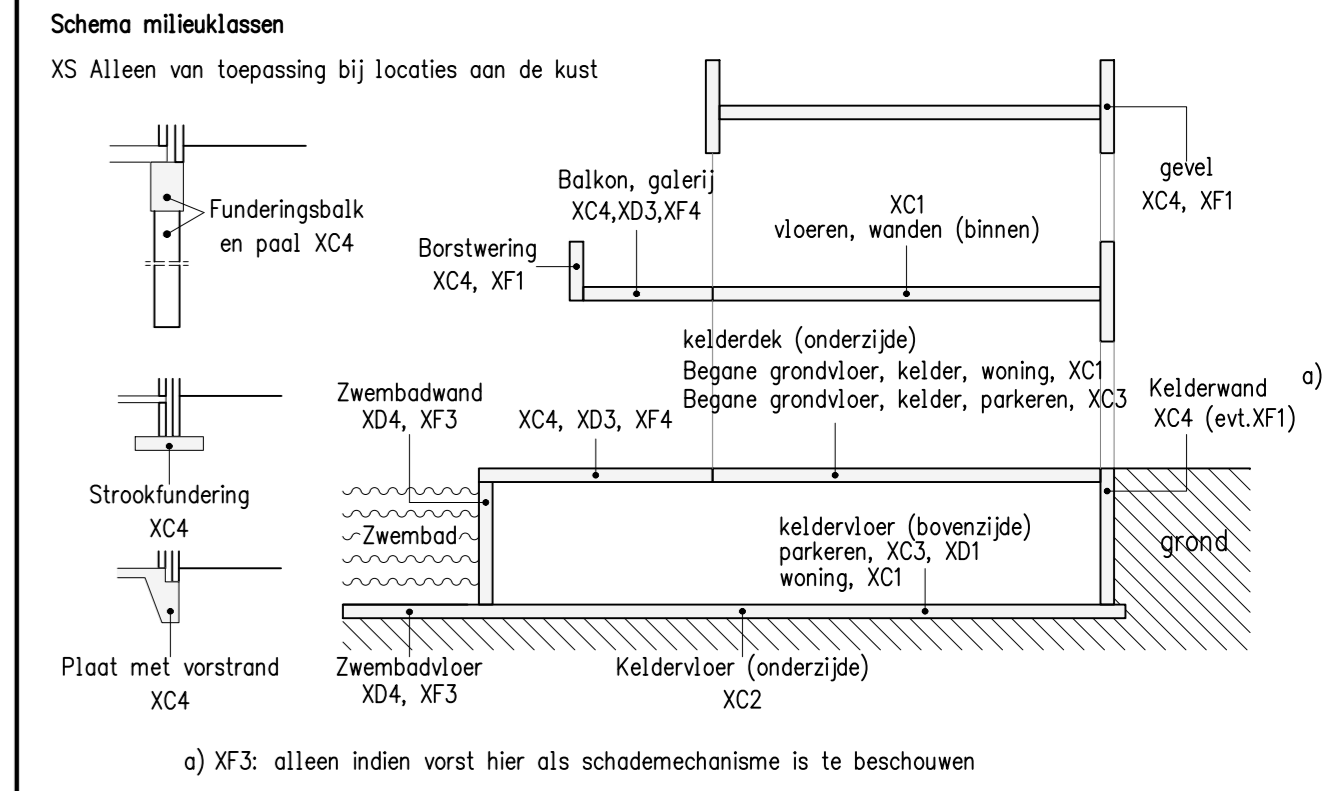 Schema milieuklassen
XS Alleen van toepassing bij locaties aan de kust
Funderingsbalk
en paal XC4
Balkon, galerij
XC4,XD3,XF4
Borstwering
XC4, XF1
XC1
vloeren, wanden (binnen)
gevel
XC4, XF1
kelderdek (onderzijde)
Begane grondvloer, kelder, woning, XC1
Begane grondvloer, kelder, parkeren, XC3
Kelderwand a)
XC4 (evt.XF1)
Zwembadwand
XD4, XF3
XC4, XD3, XF4
Strookfundering
XC4
Zwembad
keldervloer (bovenzijde)
parkeren, XC3, XD1
woning, XC1
grond
Plaat met vorstrand
XC4
Zwembadvloer
XD4, XF3
Keldervloer (onderzijde)
XC2
a) XF3: alleen indien vorst hier als schademechanisme is te beschouwen